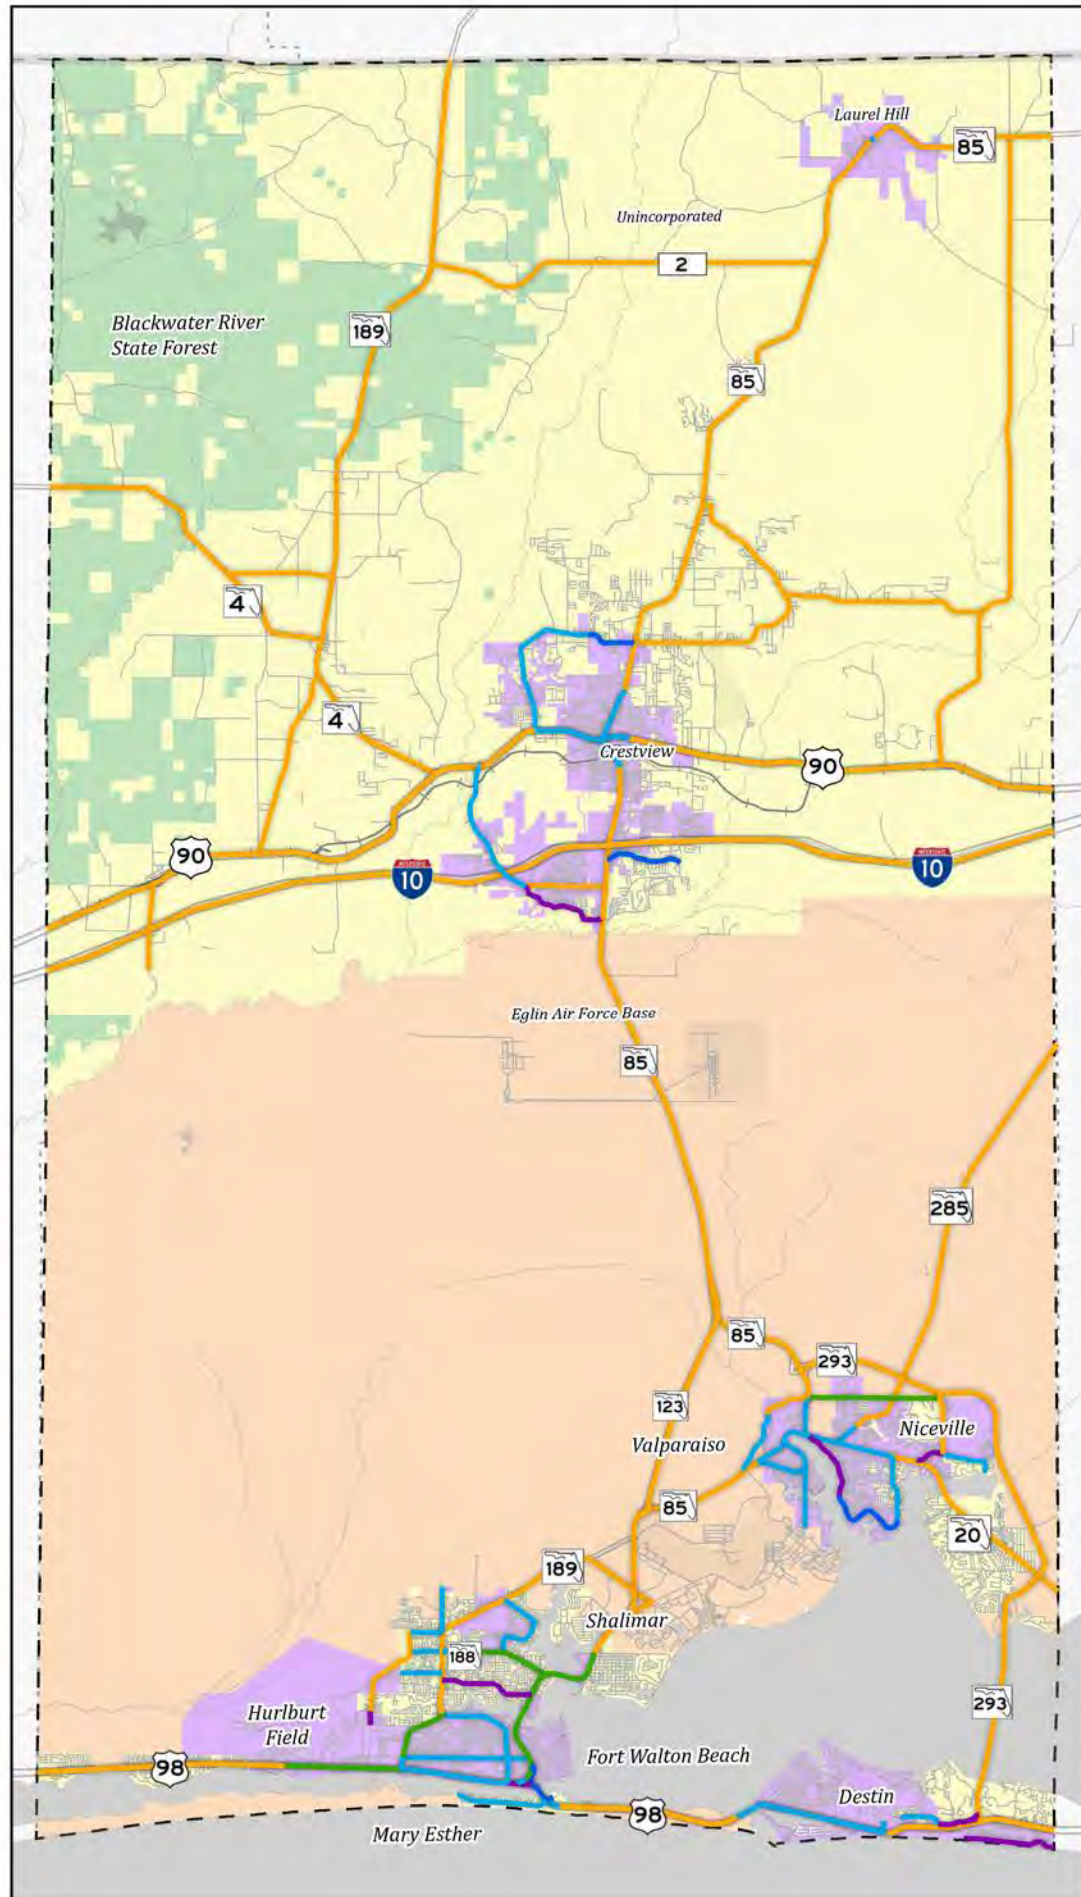 Laurel Hill
85
Unincorporated
2
Blackwater River
State Forest
189
85
4
4
Crestview
90
90
INTERSTATE
10
INTERSTATE
10
Eglin Air Force Base
85
285
85
293
123
Niceville
Valparaiso
85
20
189
Shalimar
188
293
Hurlburt
Field
Fort Walton Beach
98
Destin
98
Mary Esther